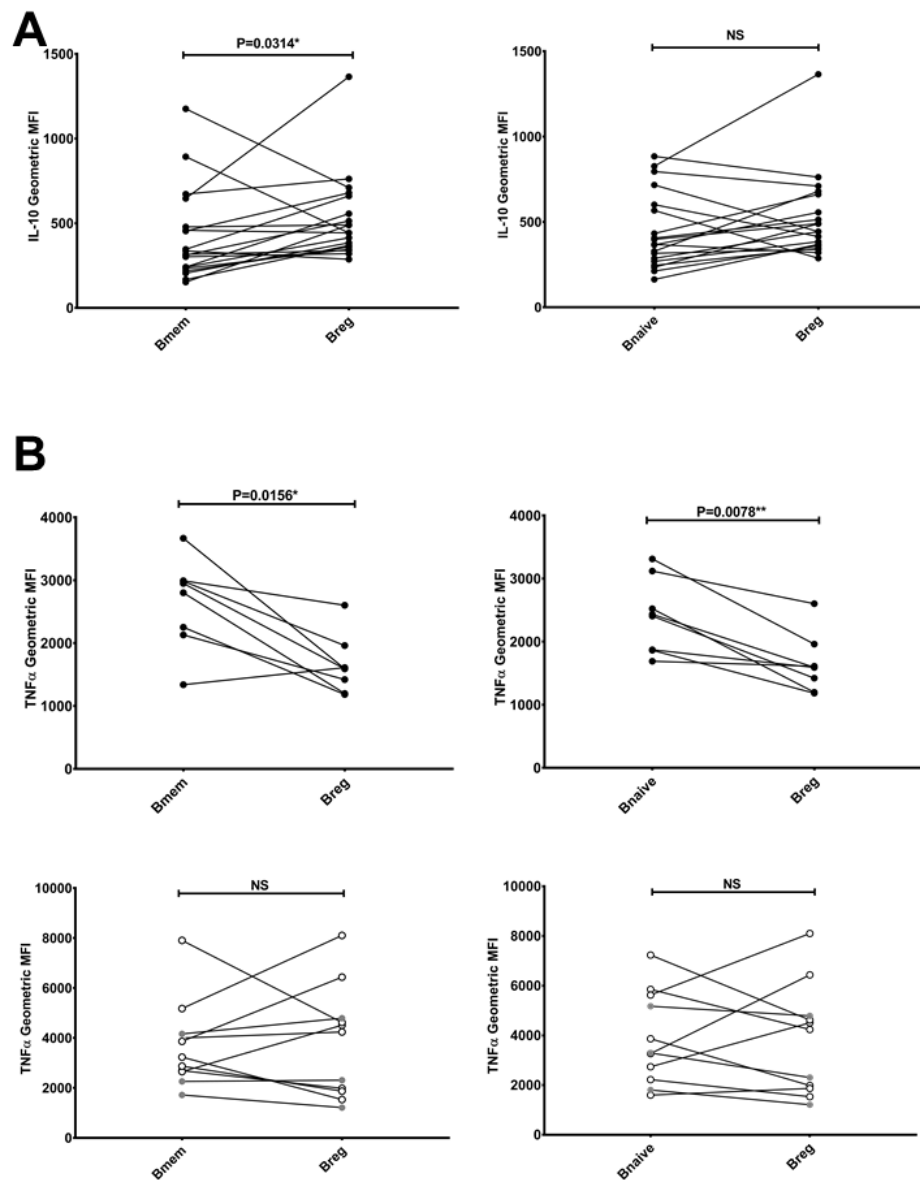 A
P=0.0314*
1500
1000
500
0
IL-10 Geometric MFI
Bmem
Breg
NS
1500
1000
500
0
IL-10 Geometric MFI
Bnaive
Breg
B
P=0.0156*
4000
3000
2000
1000
0
TNFα Geometric MFI
Bmem
Breg
P=0.0078**
4000
3000
2000
1000
0
TNFα Geometric MFI
Bnaive
Breg
NS
10000
8000
6000
4000
2000
0
TNFα Geometric MFI
Bmem
Breg
NS
10000
8000
6000
4000
2000
0
TNFα Geometric MFI
Bnaive
Breg